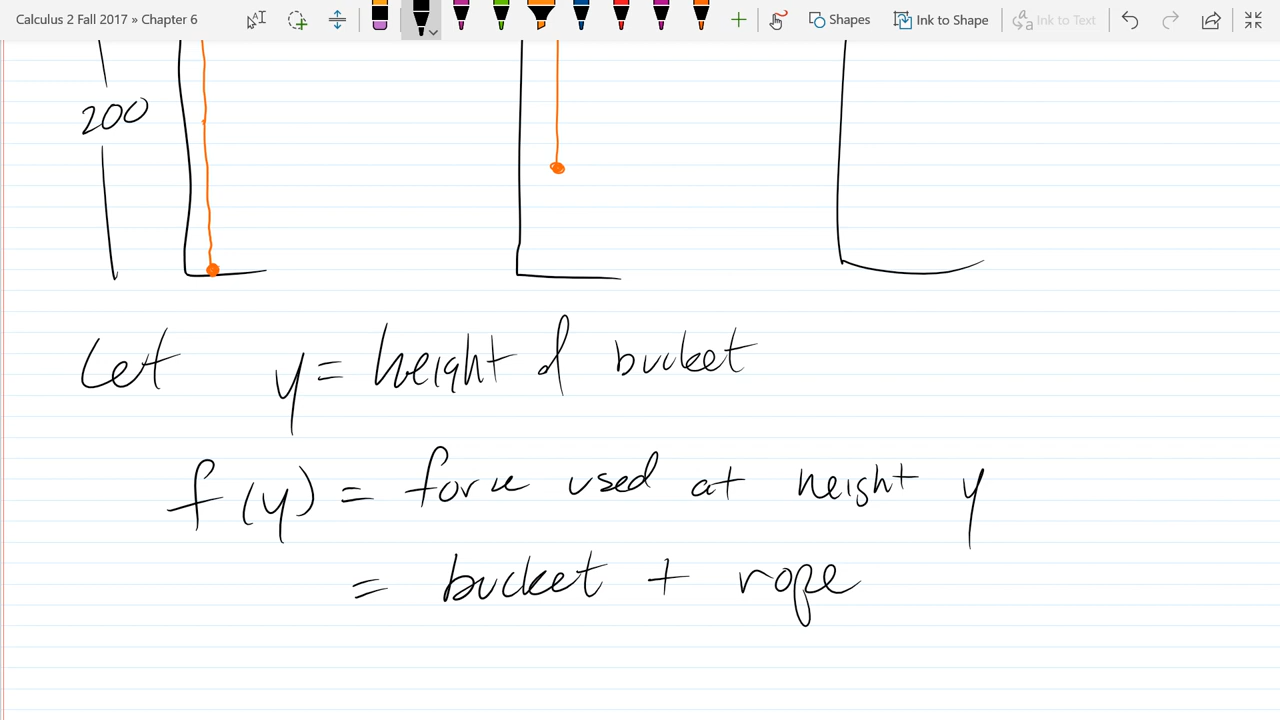 Calculus 2 Fall 2017 » Chapter 6
Shapes
Ink to Shape
Ink to Text
200
Let y = height of bucket
f(y) = force used at height y
= bucket + rope